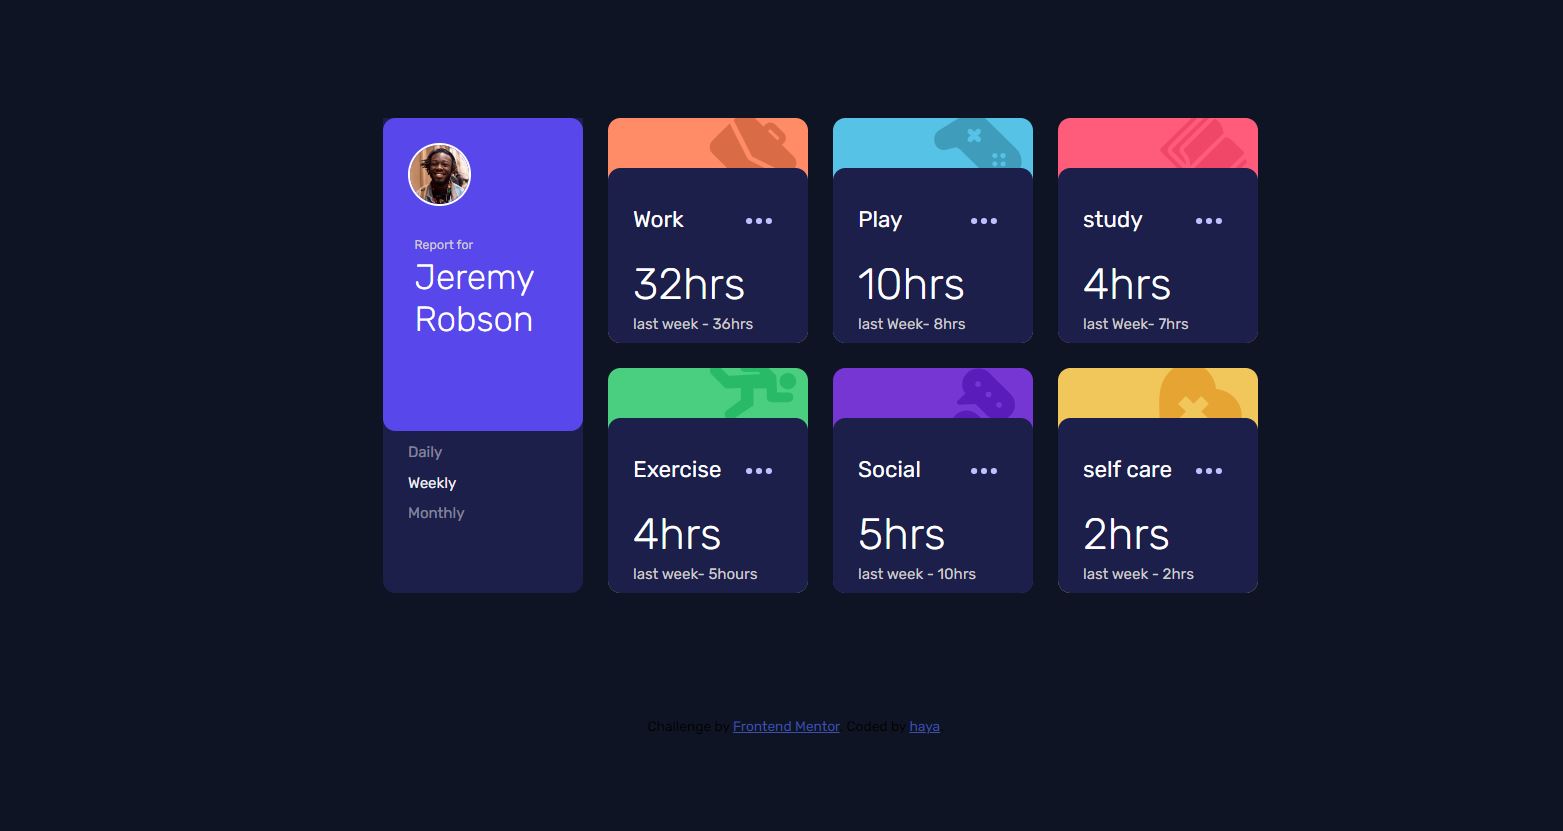 Report for
Jeremy
Robson
Daily
Weekly
Monthly
Work
32hrs
last week - 36hrs
Play
10hrs
last Week- 8hrs
study
4hrs
last Week- 7hrs
Exercise
4hrs
last week- 5hours
Social
5hrs
last week - 10hrs
self care
2hrs
last week - 2hrs
Challenge by Frontend Mentor. Coded by haya.